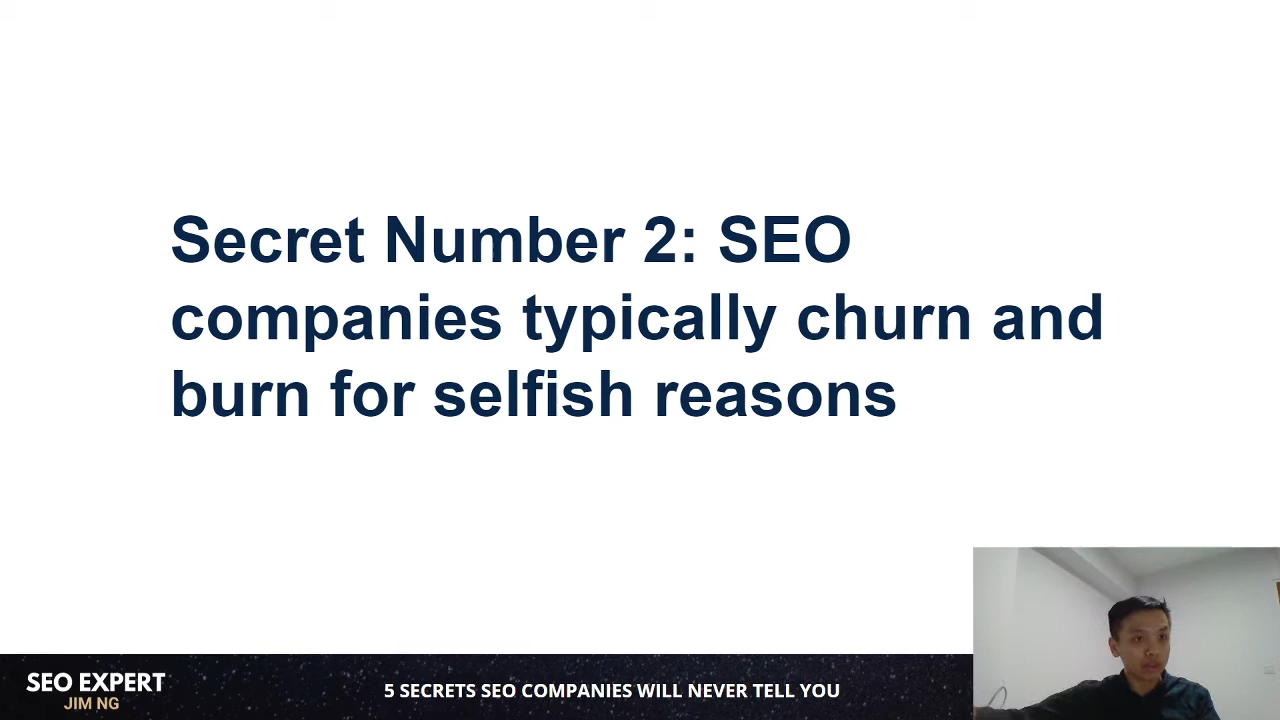 Secret Number 2: SEO
companies typically churn and
burn for selfish reasons
SEO EXPERT
JIM NG
5 SECRETS SEO COMPANIES WILL NEVER TELL YOU